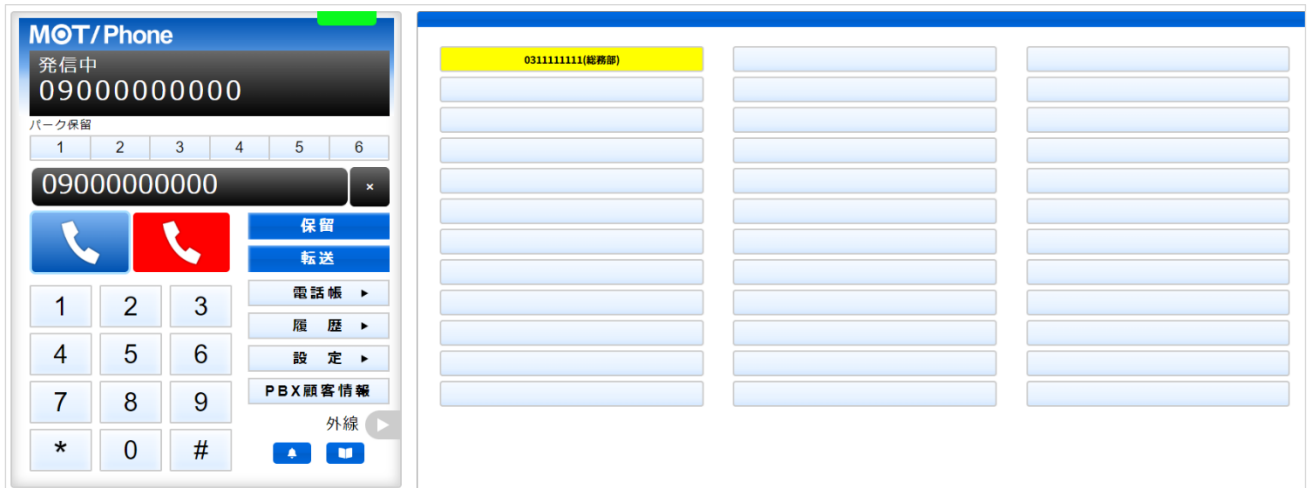 MOT/Phone
発信中
09000000000
パーク保留
1 2 3 4 5 6
09000000000 ×
保留
転送
電話帳 ▶
履 歴 ▶
設 定 ▶
PBX顧客情報
外線
1 2 3
4 5 6
7 8 9
* 0 #
0311111111(総務部)